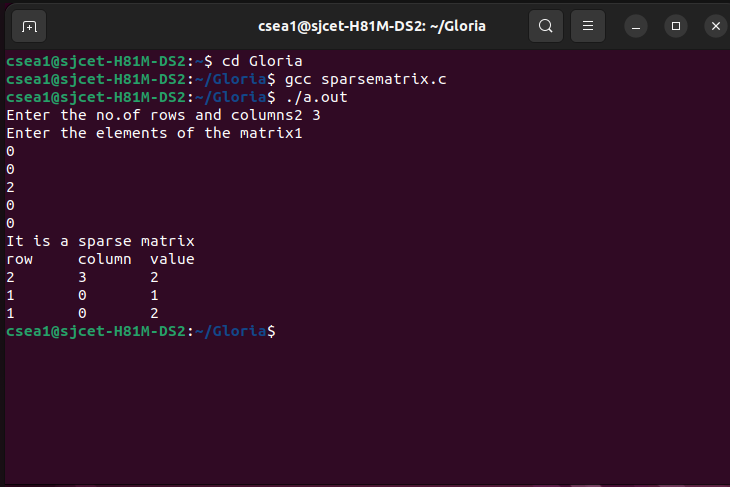 csea1@sjcet-H81M-DS2: ~/Gloria
csea1@sjcet-H81M-DS2:~$ cd Gloria
csea1@sjcet-H81M-DS2:~/Gloria$ gcc sparsematrix.c
csea1@sjcet-H81M-DS2:~/Gloria$ ./a.out
Enter the no.of rows and columns2 3
Enter the elements of the matrix1
0
0
2
0
0
It is a sparse matrix
row     column  value
2       3       2
1       0       1
1       0       2
csea1@sjcet-H81M-DS2:~/Gloria$